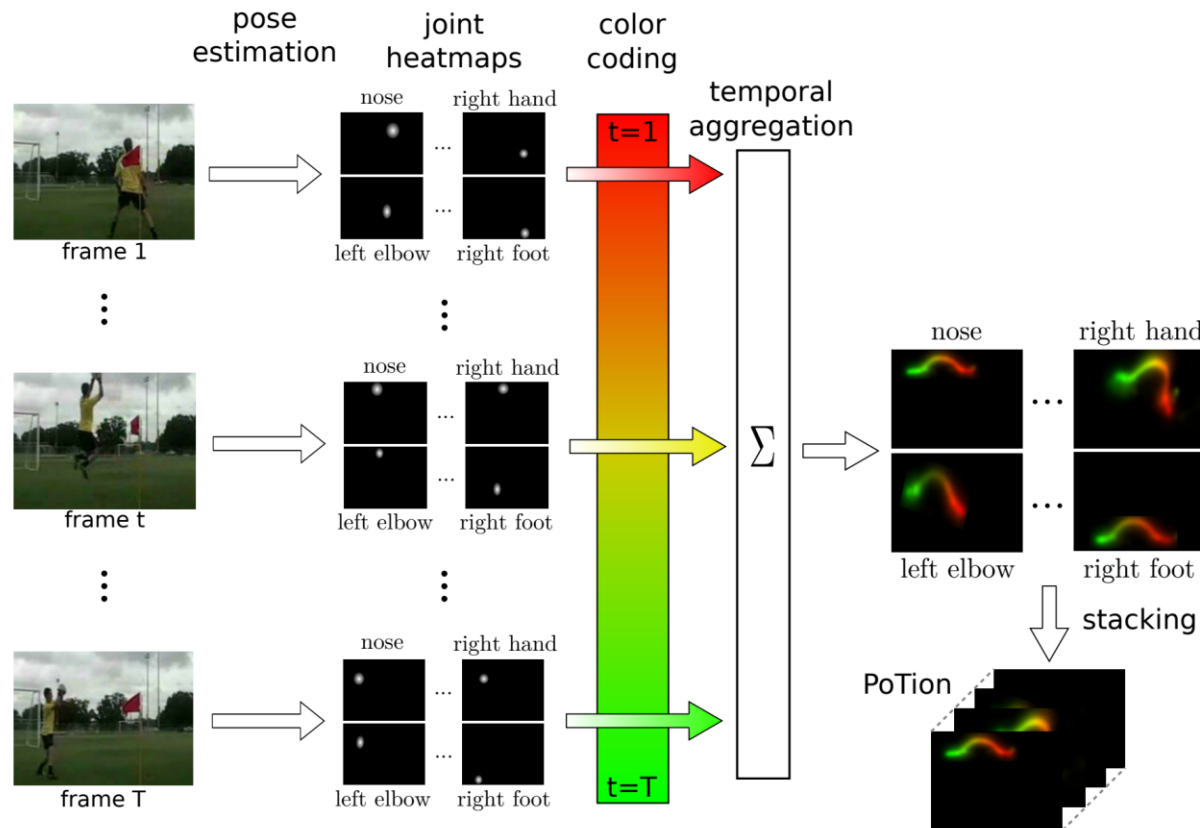 pose
estimation
joint
heatmaps
color
coding
temporal
aggregation
nose
right hand
...
...
left elbow
right foot
frame 1
t=1
nose
right hand
...
...
left elbow
right foot
frame t
Σ
nose
right hand
...
...
left elbow
right foot
stacking
PoTion
nose
right hand
...
...
left elbow
right foot
frame T
t=T